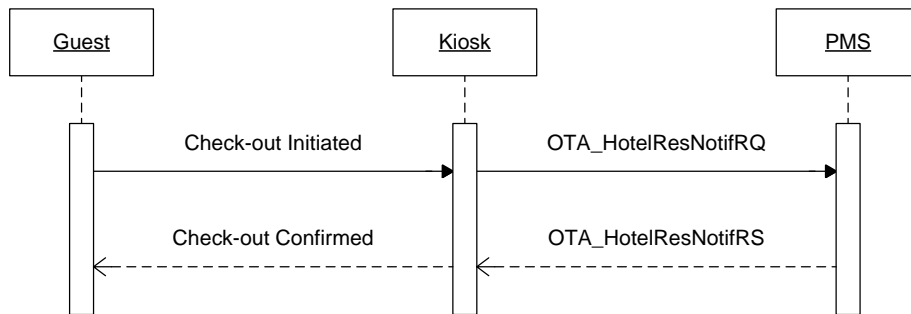 Guest
Kiosk
PMS
Check-out Initiated
OTA_HotelResNotifRQ
Check-out Confirmed
OTA_HotelResNotifRS